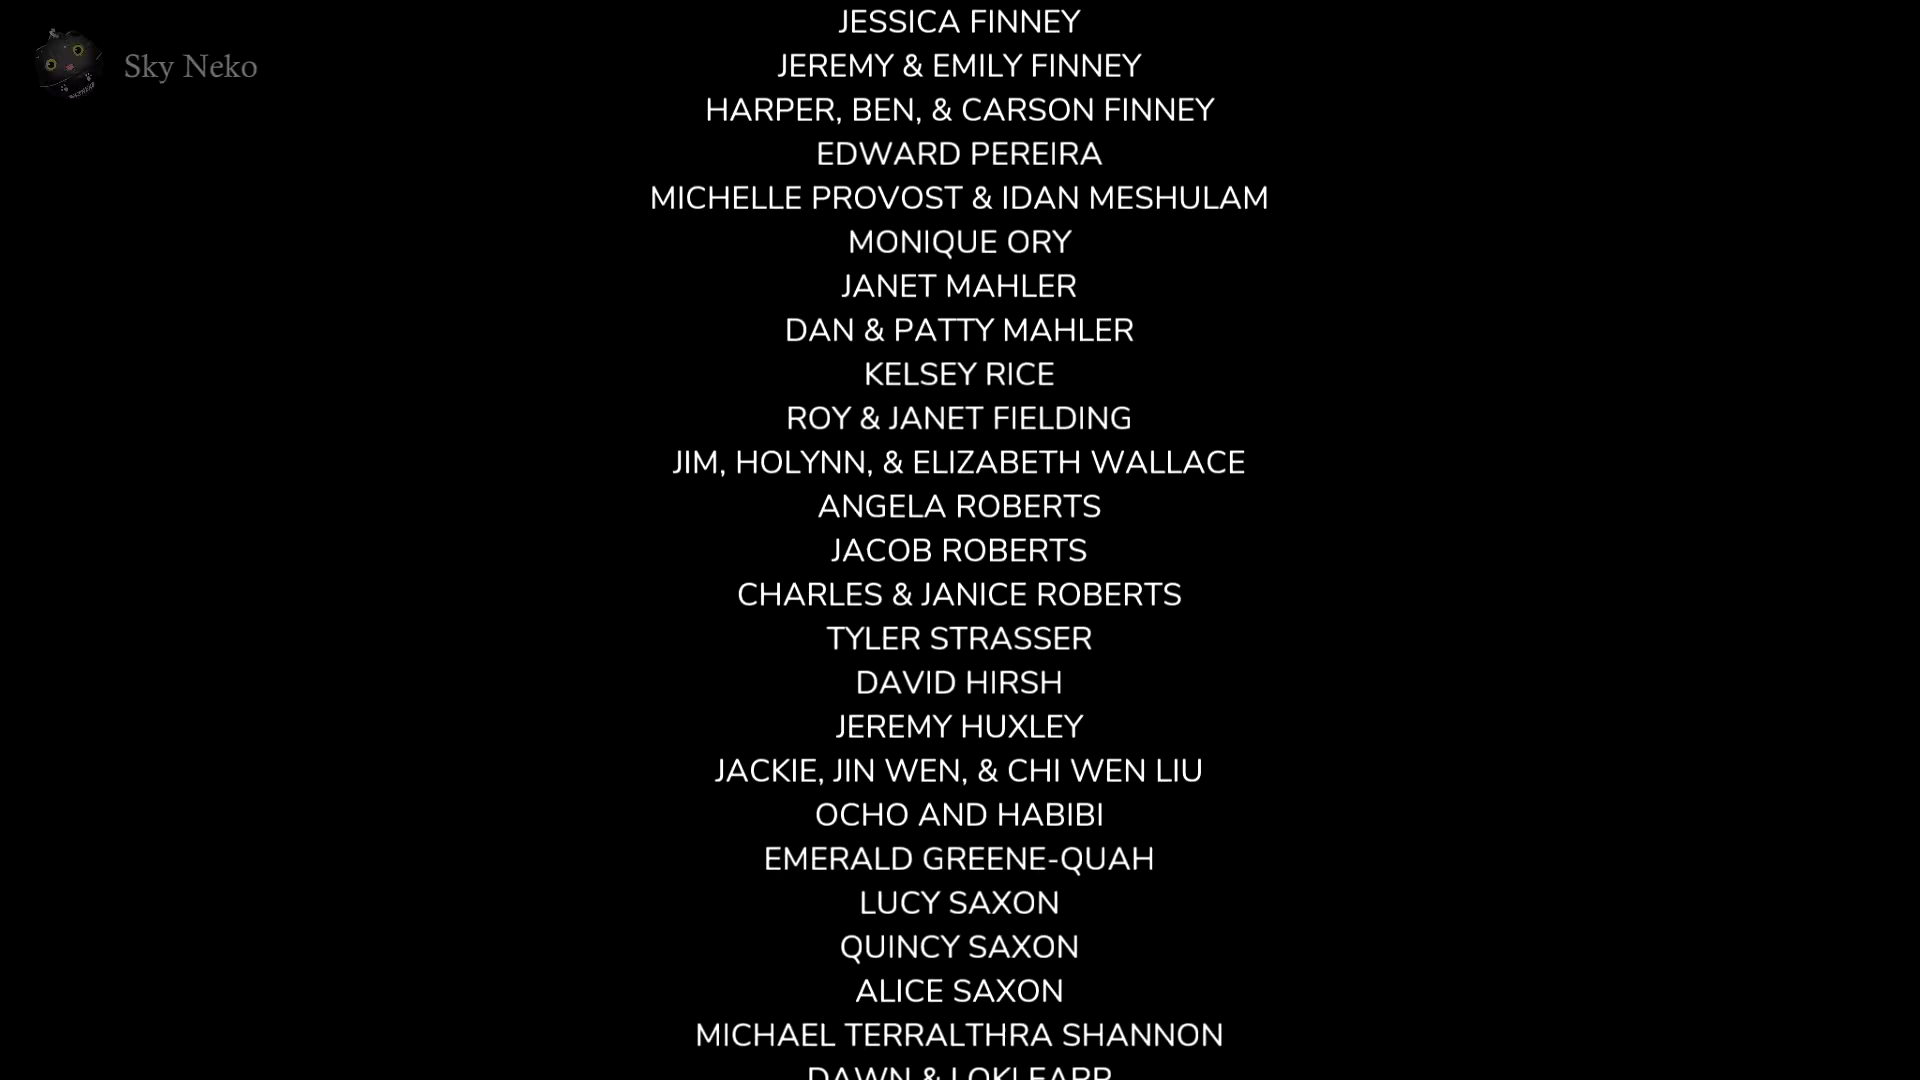 Sky Neko
JESSICA FINNEY
JEREMY & EMILY FINNEY
HARPER, BEN, & CARSON FINNEY
EDWARD PEREIRA
MICHELLE PROVOST & IDAN MESHULAM
MONIQUE ORY
JANET MAHLER
DAN & PATTY MAHLER
KELSEY RICE
ROY & JANET FIELDING
JIM, HOLYNN, & ELIZABETH WALLACE
ANGELA ROBERTS
JACOB ROBERTS
CHARLES & JANICE ROBERTS
TYLER STRASSER
DAVID HIRSH
JEREMY HUXLEY
JACKIE, JIN WEN, & CHI WEN LIU
OCHO AND HABIBI
EMERALD GREENE-QUAH
LUCY SAXON
QUINCY SAXON
ALICE SAXON
MICHAEL TERRALTHRA SHANNON
DAWN & LOKI